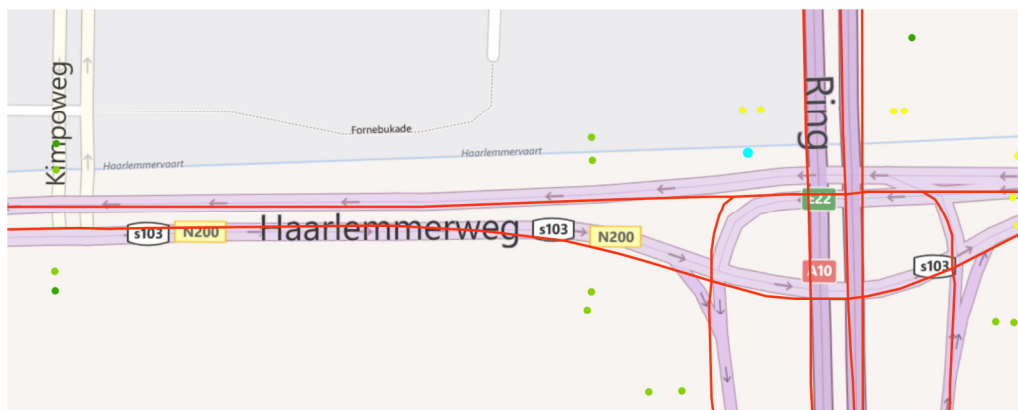 Kimpoweg
Fornebukade
Haarlemmervaart
Haarlemmervaart
Ring
E22
s103
N200
Haarlemmerweg
s103
N200
A10
s103